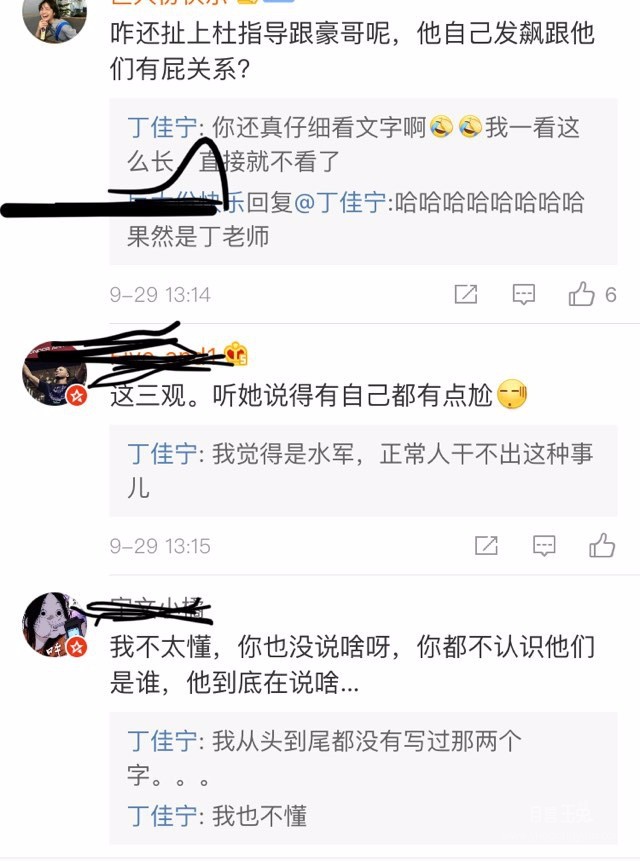 咋还扯上杜指导跟豪哥呢，他自己发飙跟他
们有屁关系？
丁佳宁: 你还真仔细看文字啊🤣🤣我一看这
么长，直接就不看了
快乐回复@丁佳宁:哈哈哈哈哈哈哈哈
果然是丁老师
9-29 13:14
6
这三观。听她说得有自己都有点尬
丁佳宁: 我觉得是水军，正常人干不出这种事
儿
9-29 13:15
我不太懂，你也没说啥呀，你都不认识他们
是谁，他到底在说啥...
丁佳宁: 我从头到尾都没有写过那两个
字。。。
丁佳宁: 我也不懂